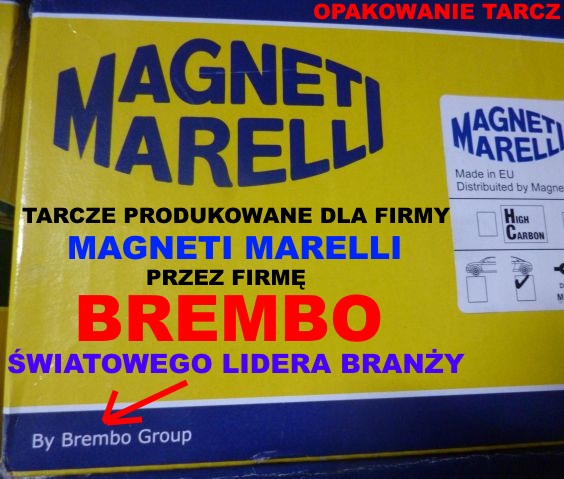 OPAKOWANIE TARCZ
MAGNETI
MARELLI
MAGNETI
MARELLI
Made in EU
Distribuited by Magne
HIGH
CARBON
TARCZE PRODUKOWANE DLA FIRMY
MAGNETI MARELLI
PRZEZ FIRMĘ
BREMBO
ŚWIATOWEGO LIDERA BRANŻY
By Brembo Group